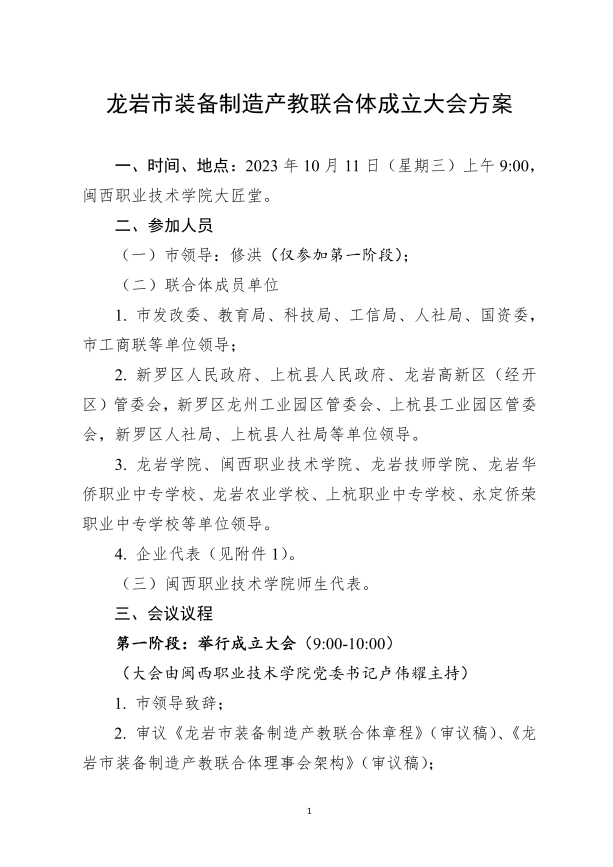 龙岩市装备制造产教联合体成立大会方案
一、时间、地点：2023 年 10 月 11 日（星期三）上午 9:00，
闽西职业技术学院大匠堂。
二、参加人员
（一）市领导：修洪（仅参加第一阶段）；
（二）联合体成员单位
1. 市发改委、教育局、科技局、工信局、人社局、国资委，
市工商联等单位领导；
2. 新罗区人民政府、上杭县人民政府、龙岩高新区（经开
区）管委会，新罗区龙州工业园区管委会、上杭县工业园区管委
会，新罗区人社局、上杭县人社局等单位领导。
3. 龙岩学院、闽西职业技术学院、龙岩技师学院、龙岩华
侨职业中专学校、龙岩农业学校、上杭职业中专学校、永定侨荣
职业中专学校等单位领导。
4. 企业代表（见附件 1）。
（三）闽西职业技术学院师生代表。
三、会议议程
第一阶段：举行成立大会（9:00-10:00）
（大会由闽西职业技术学院党委书记卢伟耀主持）
1. 市领导致辞；
2. 审议《龙岩市装备制造产教联合体章程》（审议稿）、《龙
岩市装备制造产教联合体理事会架构》（审议稿）；
1